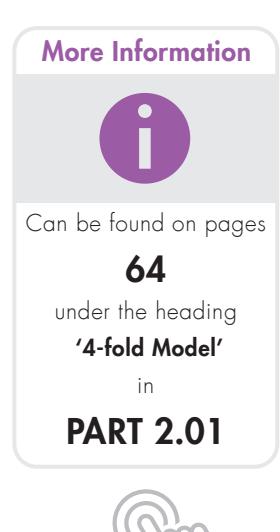 More Information
i
Can be found on pages
64
under the heading
‘4-fold Model’
in
PART 2.01